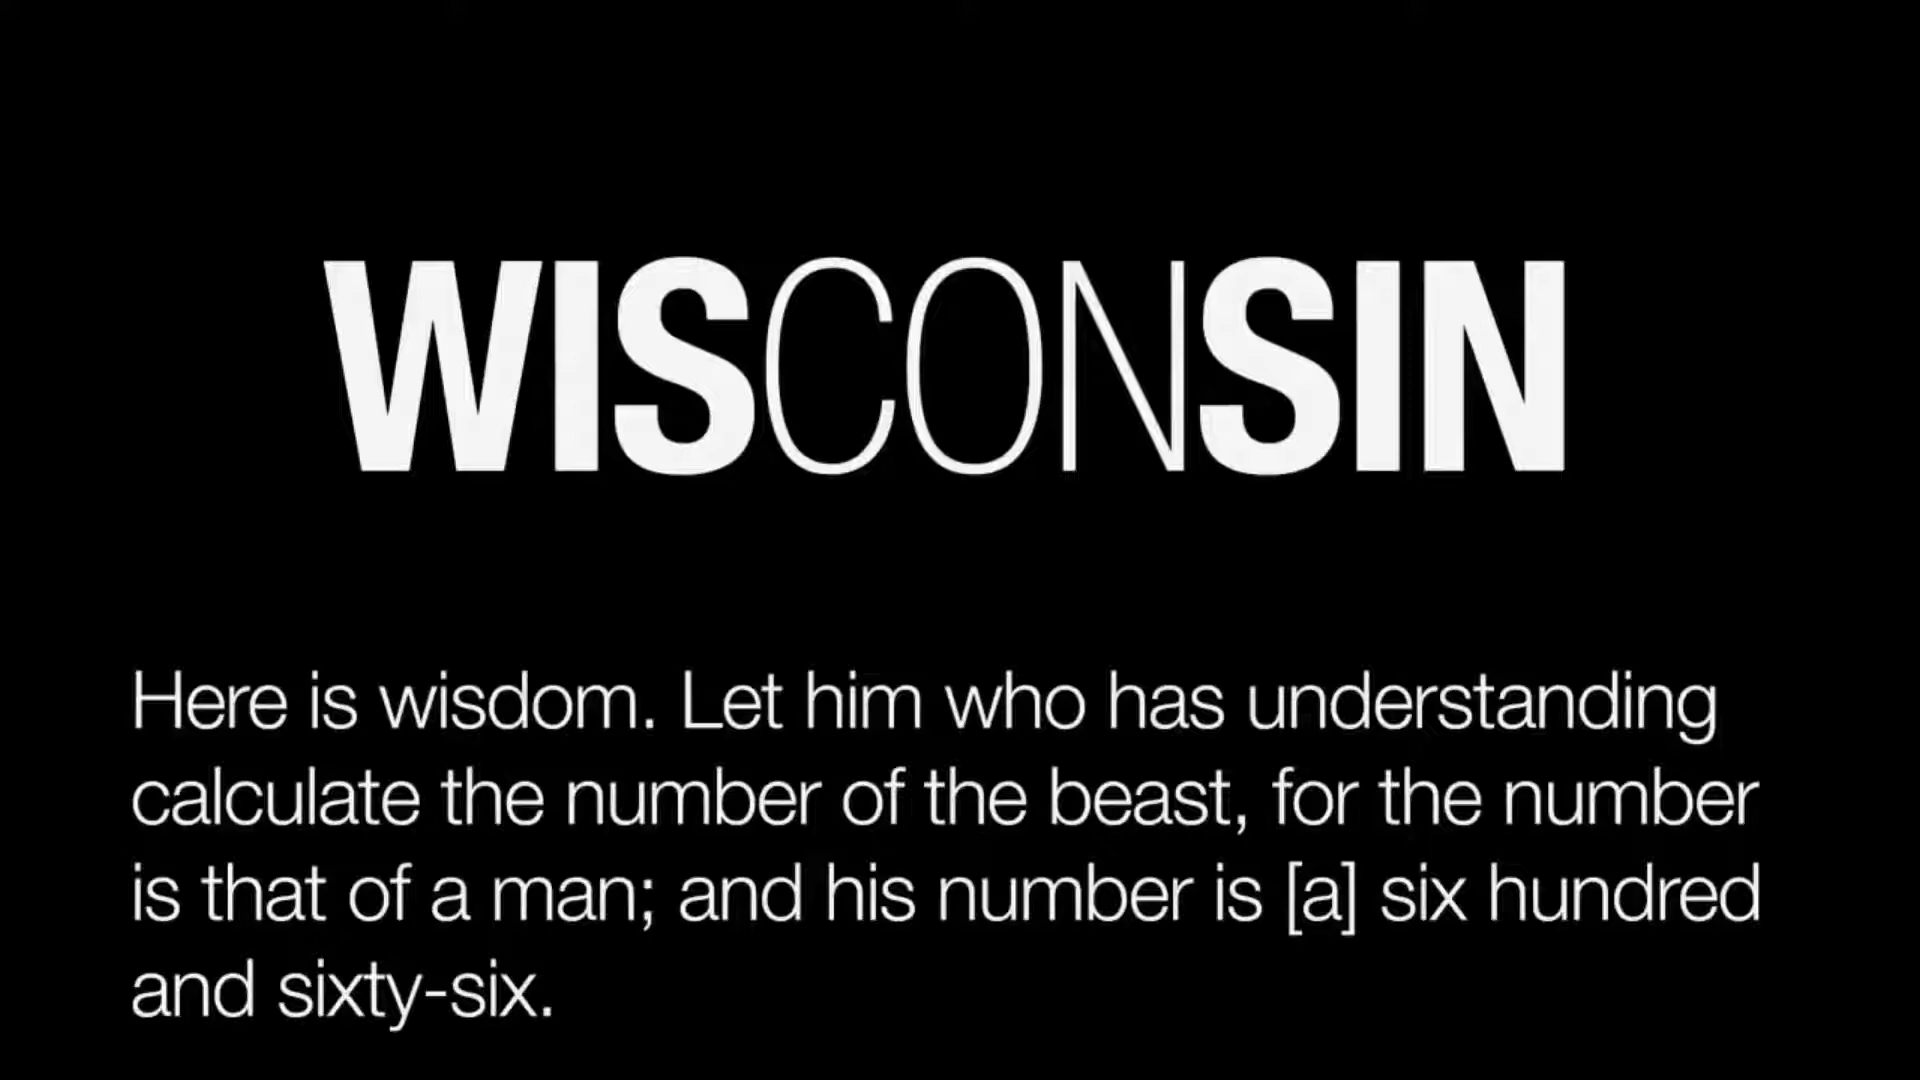 WISCONSIN
Here is wisdom. Let him who has understanding
calculate the number of the beast, for the number
is that of a man; and his number is [a] six hundred
and sixty-six.